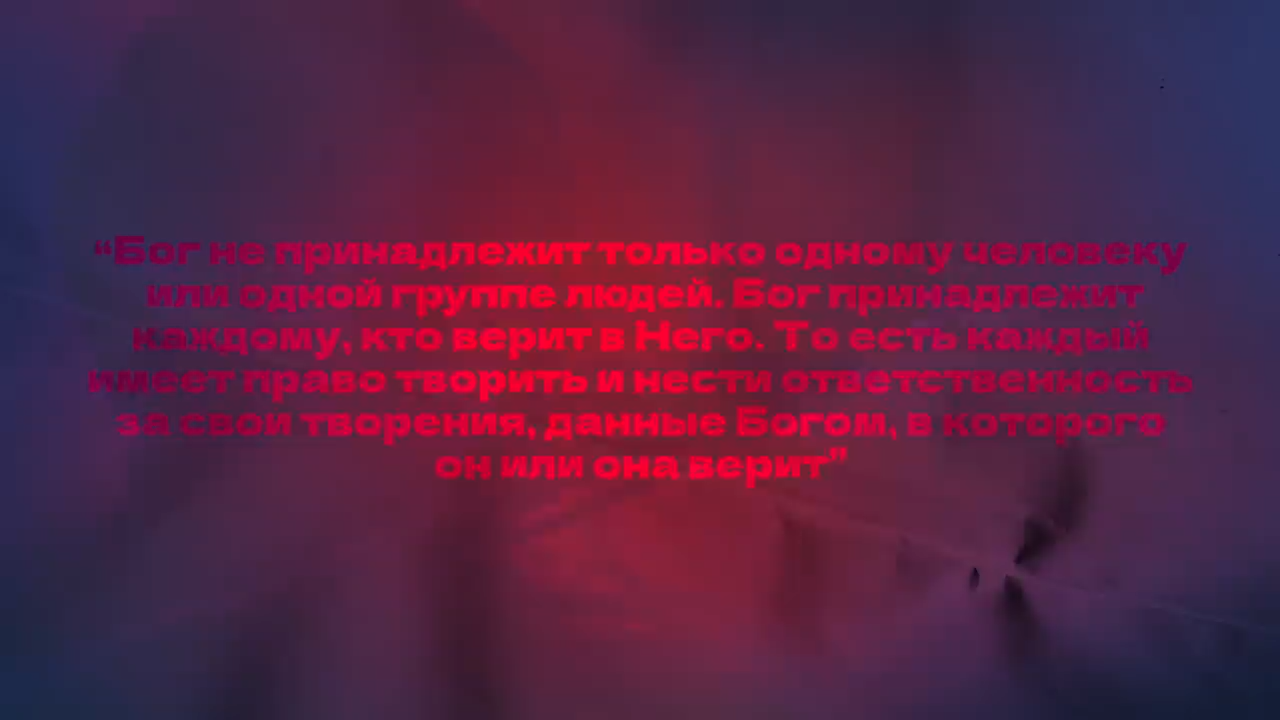 “Бог не принадлежит только одному человеку
или одной группе людей. Бог принадлежит
каждому, кто верит в Него. То есть каждый
имеет право творить и нести ответственность
за свои творения, данные Богом, в которого
он или она верит”